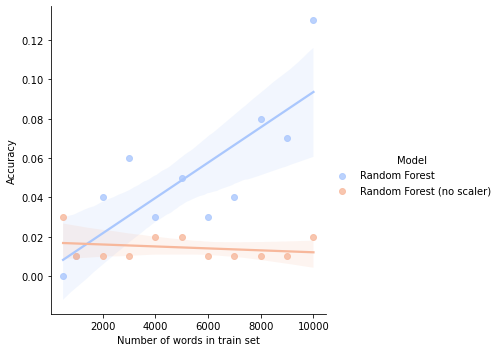 0.12
0.10
0.08
0.06
0.04
0.02
0.00
Accuracy
2000 4000 6000 8000 10000
Number of words in train set
Model
Random Forest
Random Forest (no scaler)